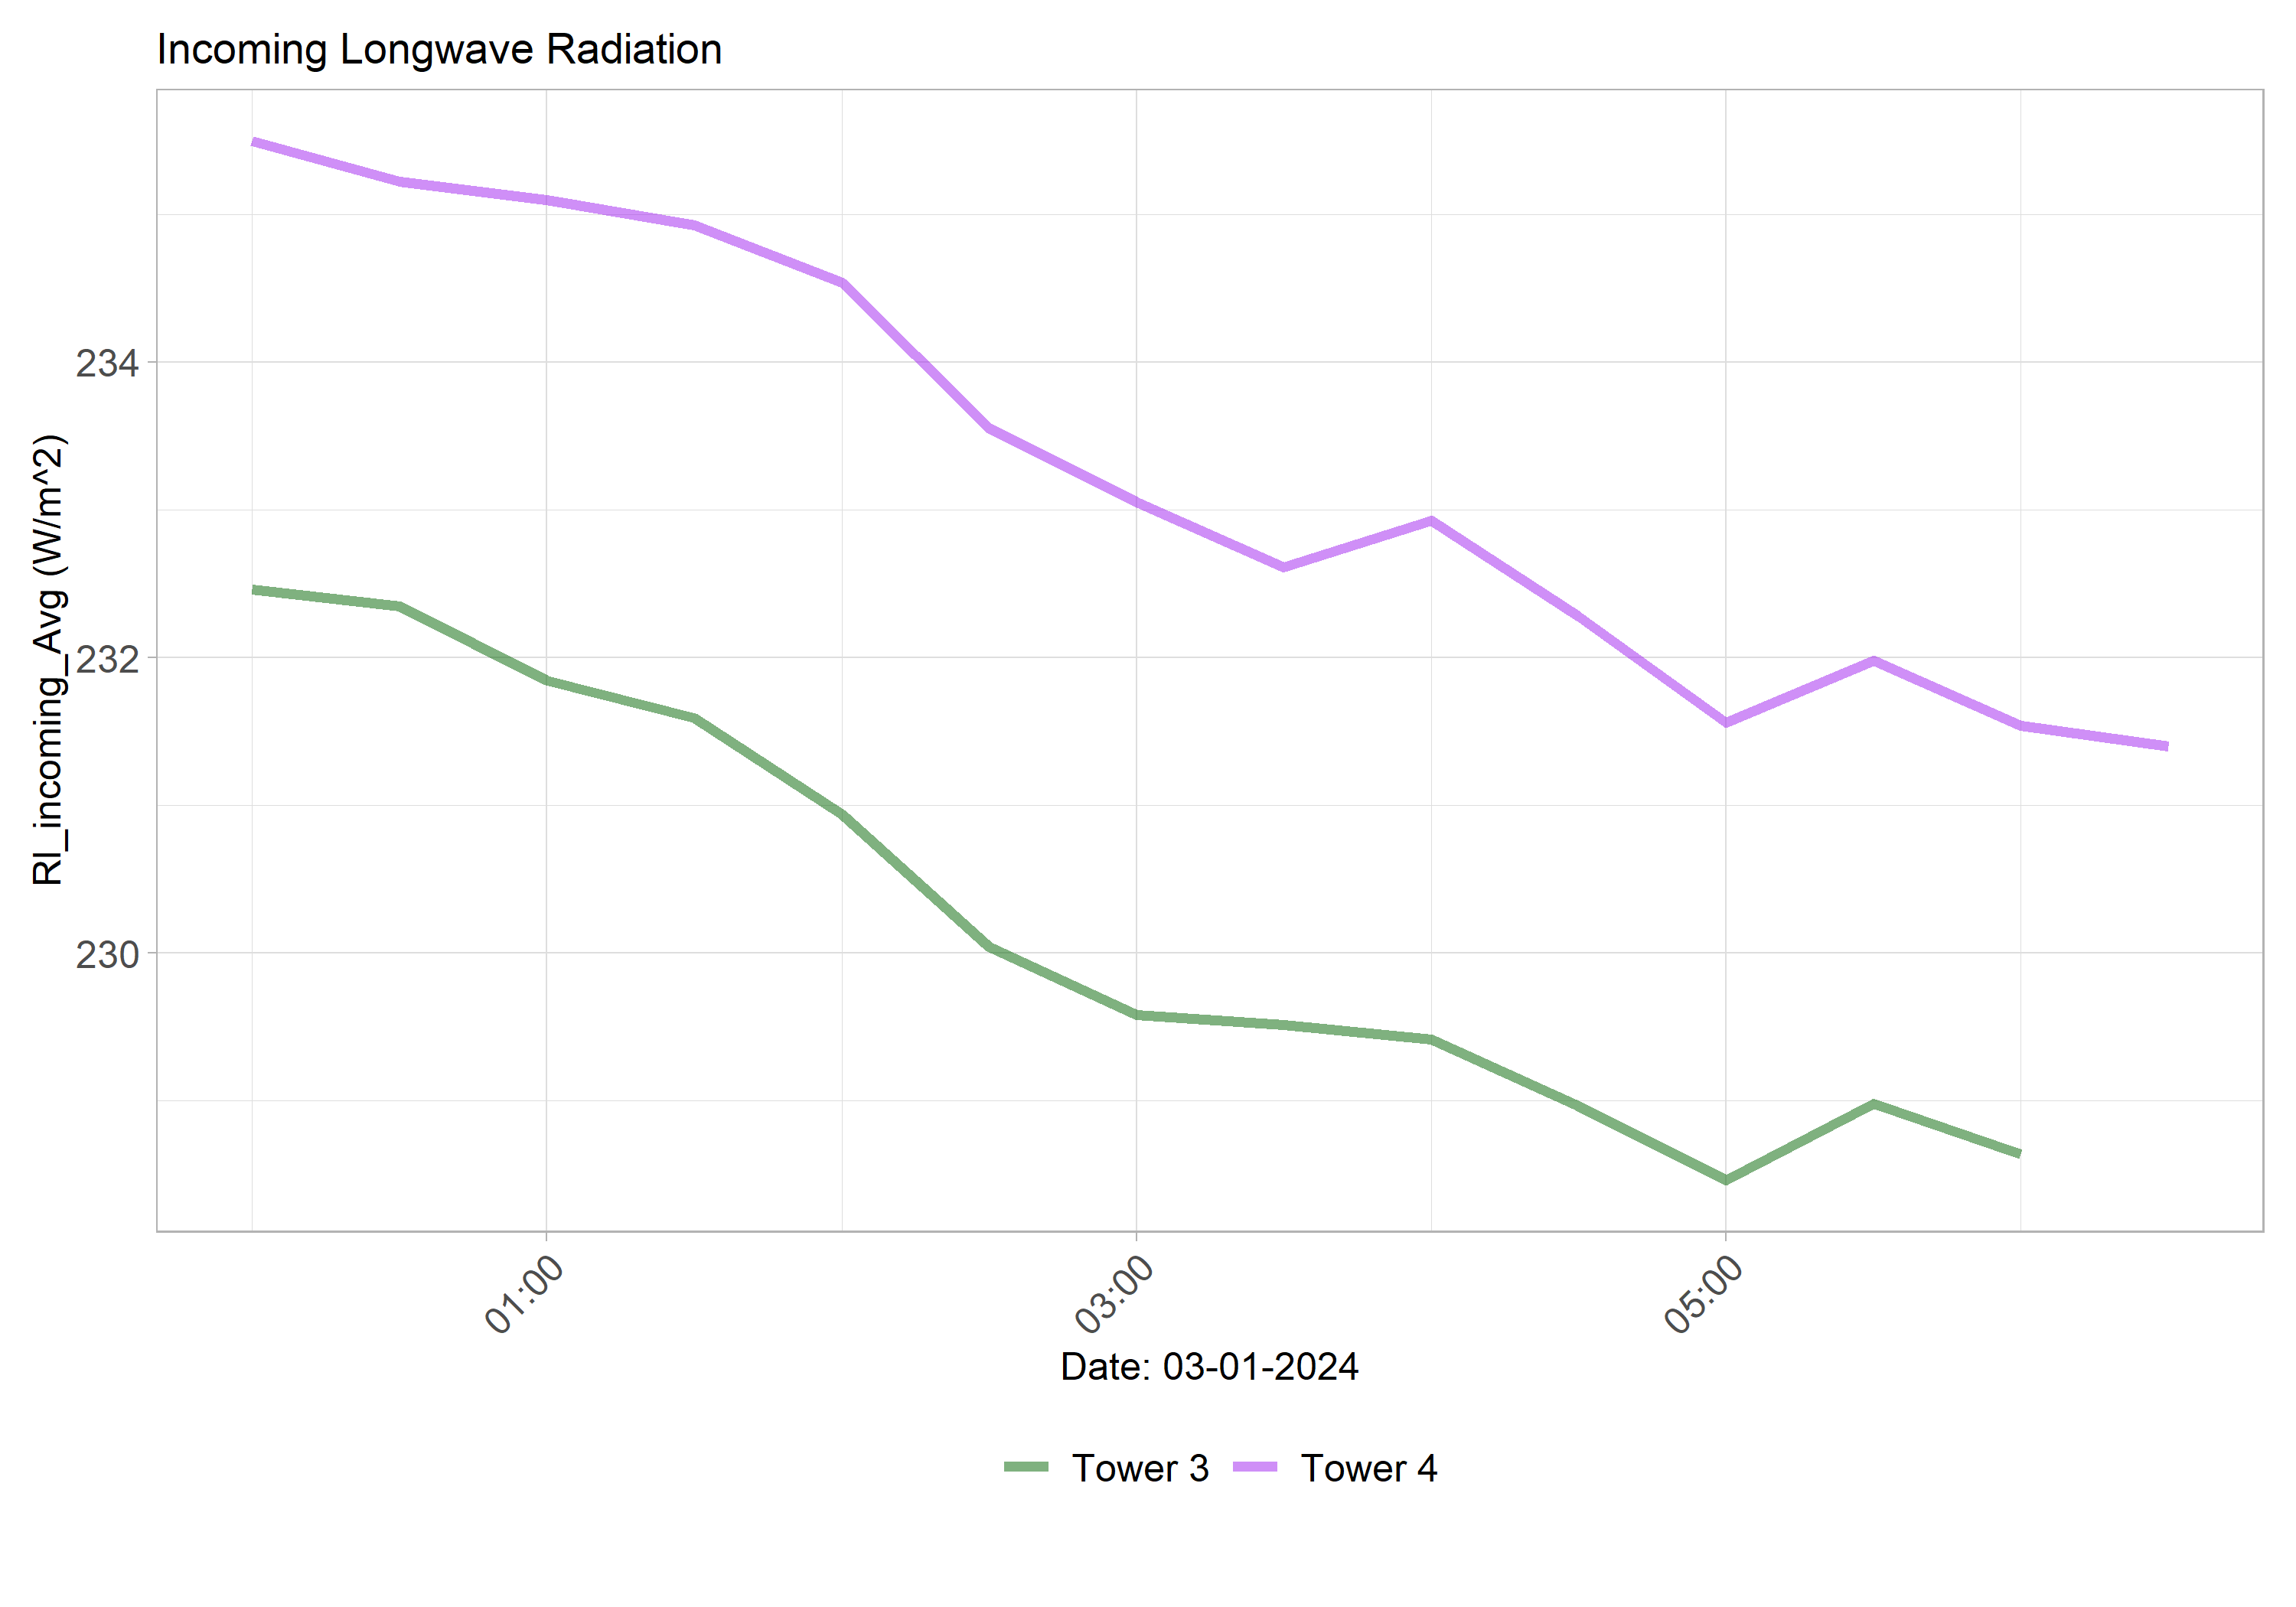 Incoming Longwave Radiation
Rl_incoming_Avg (W/m^2)
234
232
230
01:00
03:00
05:00
Date: 03-01-2024
Tower 3
Tower 4